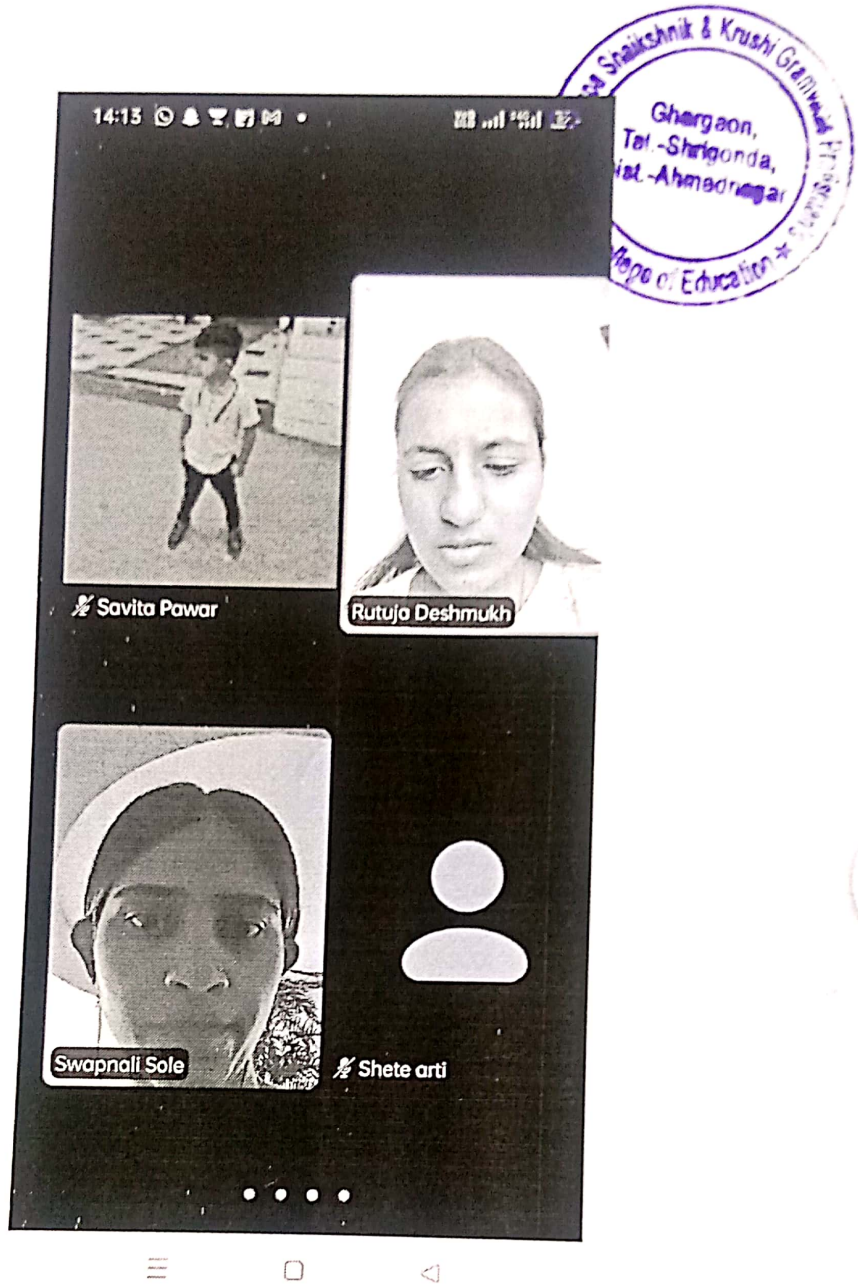 Shaikshnik & Krushi Gramvikas
Ghargaon,
Tal.-Shrigonda,
Dist.-Ahmednagar
of Education *
14:13
Savita Pawar
Rutuja Deshmukh
Swapnali Sole
Shete arti